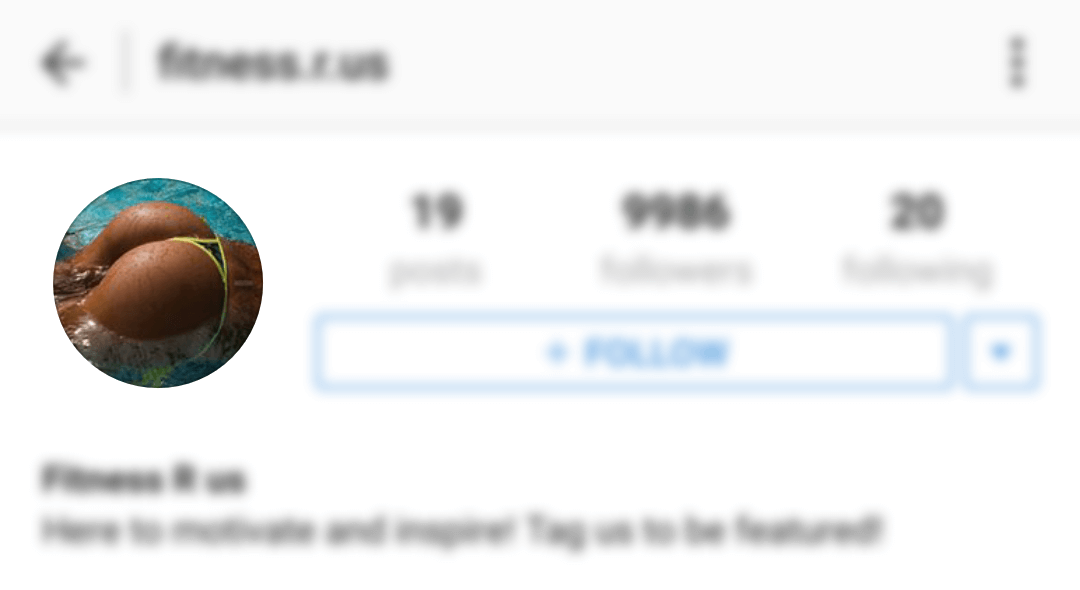 fitness.r.us
19 9986 20
posts followers following
+ FOLLOW
Fitness R us
Here to motivate and inspire! Tag us to be featured!